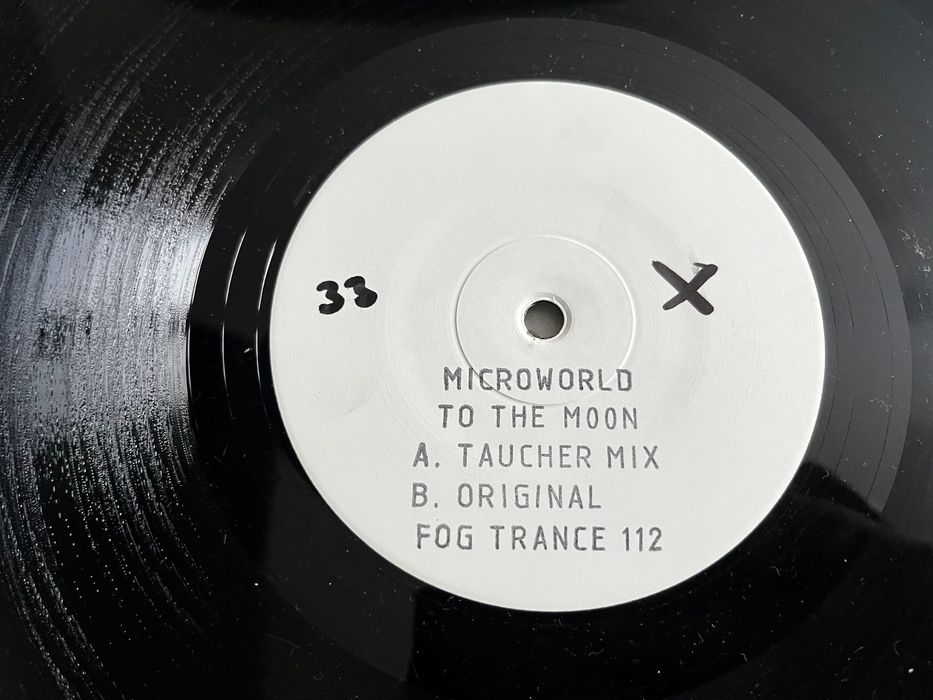 33 X
MICROWORLD
TO THE MOON
A. TAUCHER MIX
B. ORIGINAL
FOG TRANCE 112